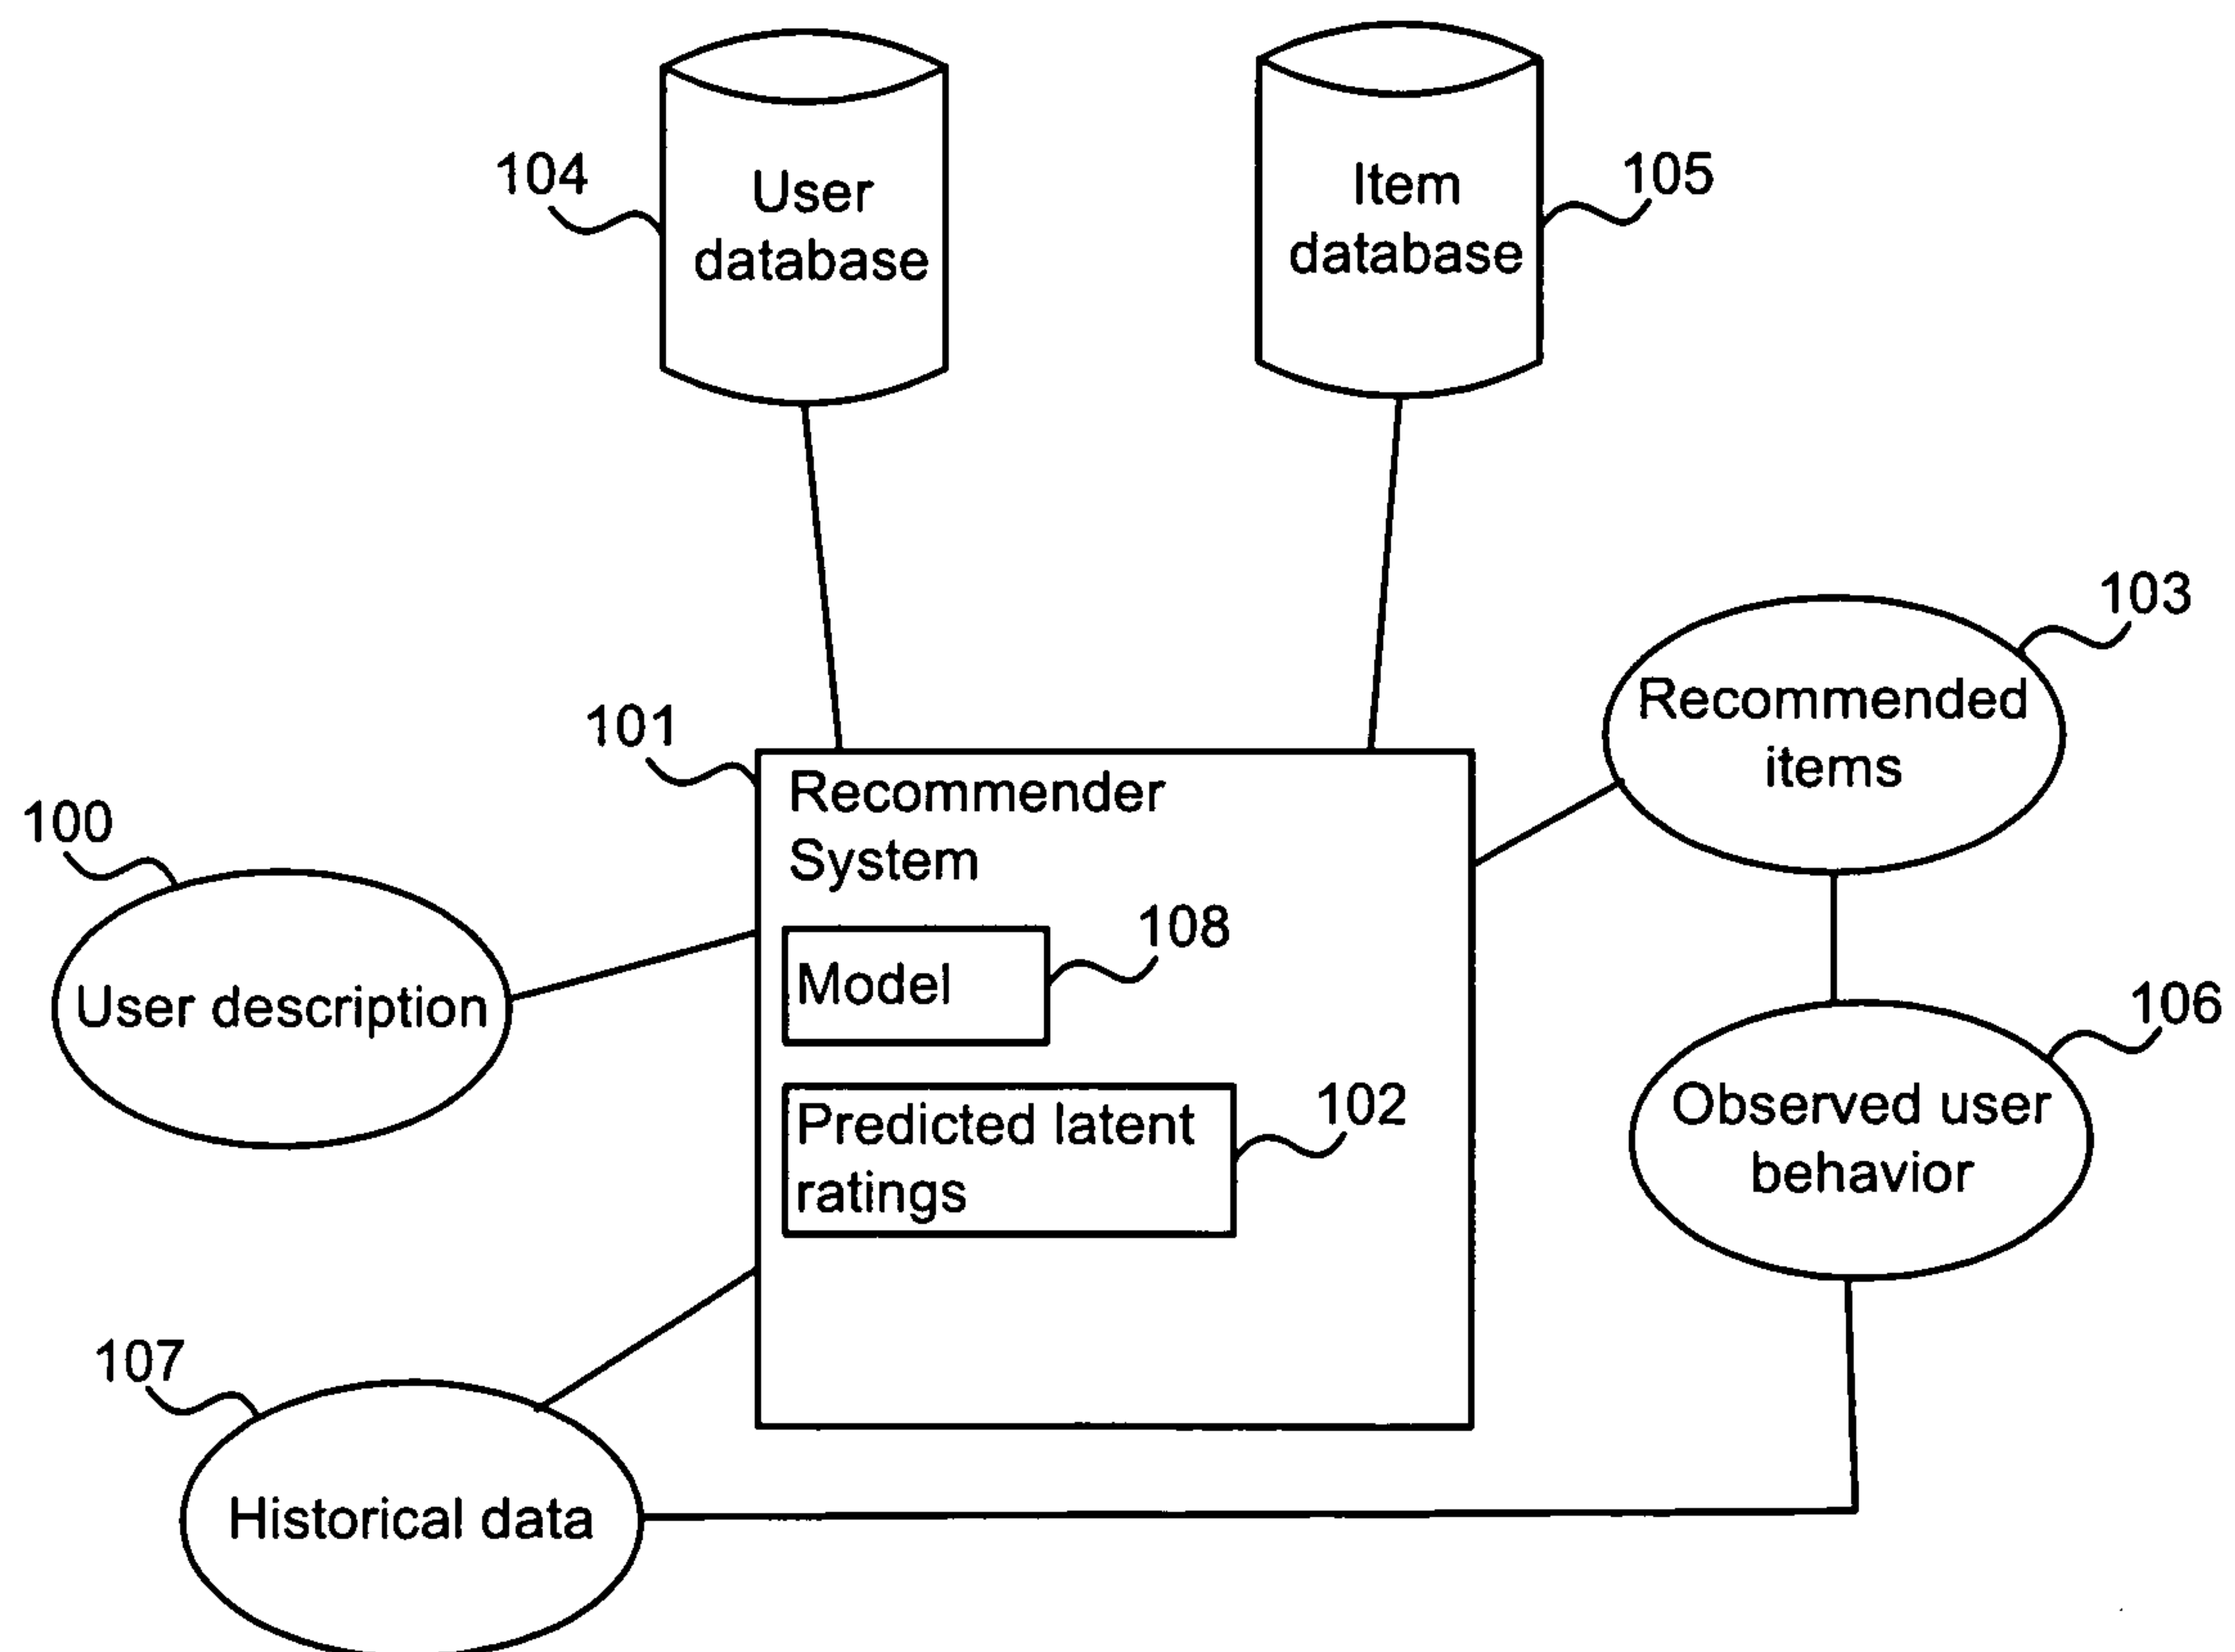 104
User
database
Item
database
105
103
Recommended
items
101
Recommender
System
100
User description
Model
108
106
Observed user
behavior
Predicted latent
ratings
102
107
Historical data